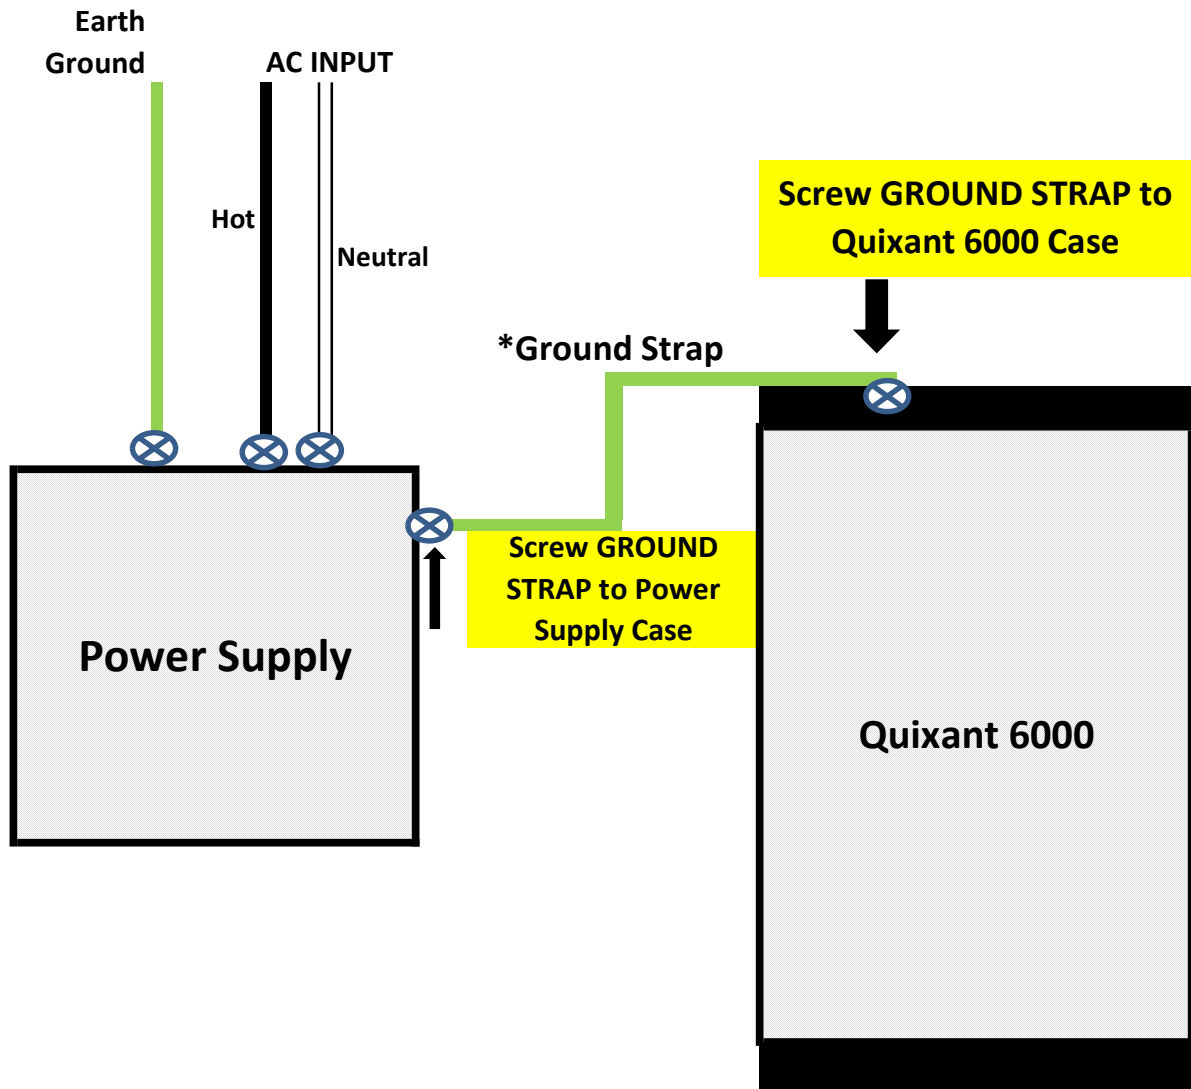 Earth
Ground
AC INPUT
Hot
Neutral
Screw GROUND STRAP to
Quixant 6000 Case
*Ground Strap
Screw GROUND
STRAP to Power
Supply Case
Power Supply
Quixant 6000